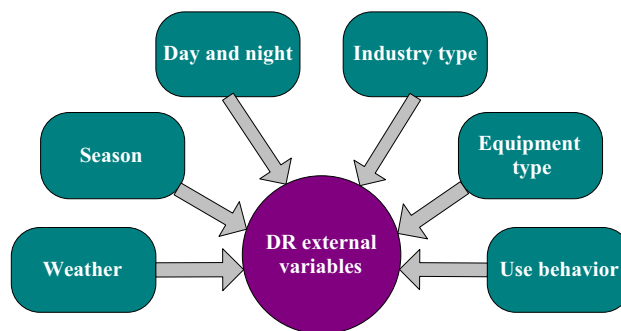 Day and night
Industry type
Season
Equipment
type
DR external
variables
Weather
Use behavior